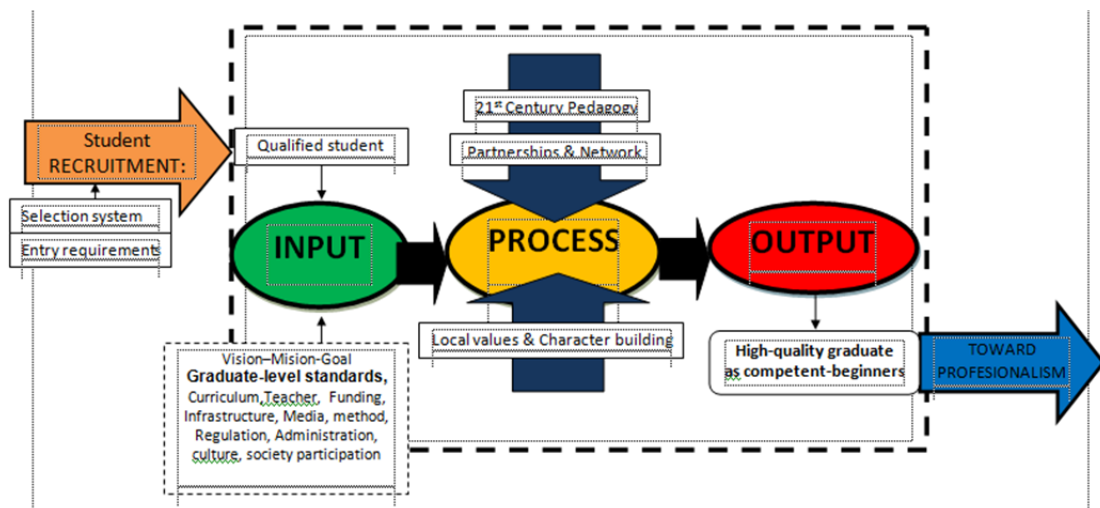 Student
RECRUITMENT:
Selection system
Entry requirements
Qualified student
INPUT
Vision–Mision-Goal
Graduate-level standards,
Curriculum,Teacher, Funding,
Infrastructure, Media, method,
Regulation, Administration,
culture, society participation
21st Century Pedagogy
Partnerships & Network
PROCESS
Local values & Character building
OUTPUT
High-quality graduate
as competent-beginners
TOWARD
PROFESIONALISM